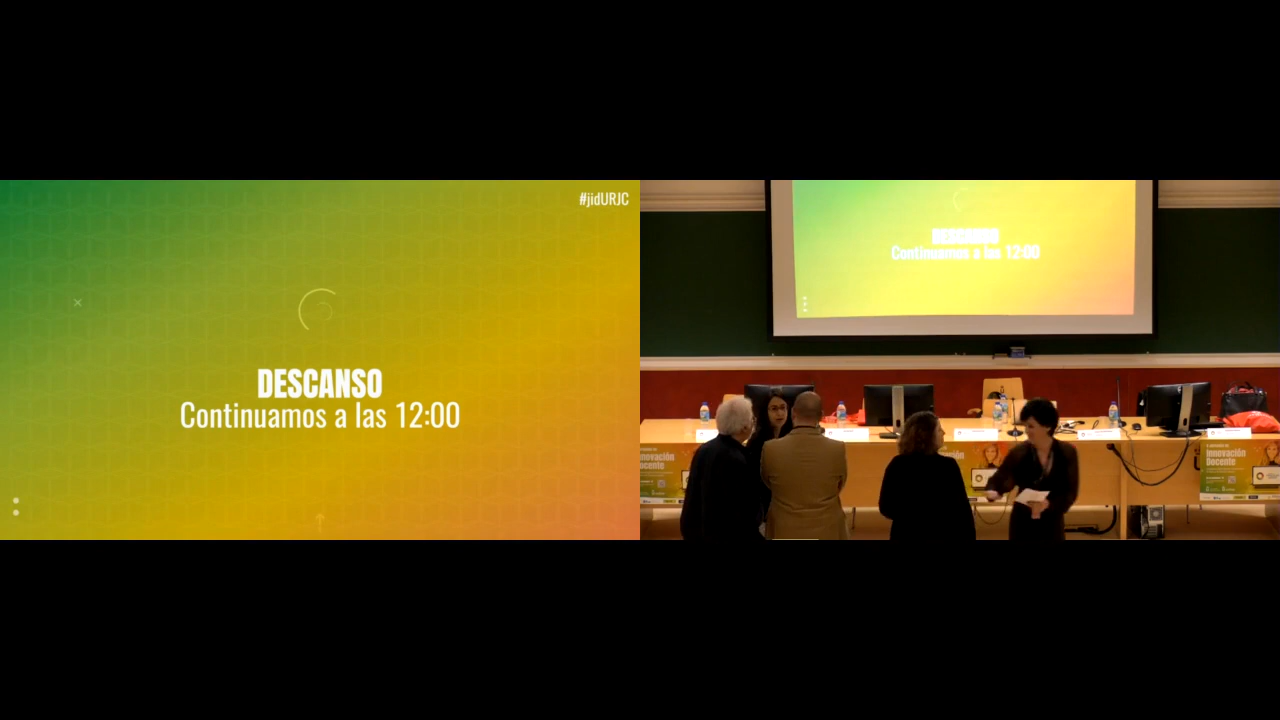 #jidURJC
DESCANSO
Continuamos a las 12:00
DESCANSO
Continuamos a las 12:00
Innovación
Docente
Innovación
Docente